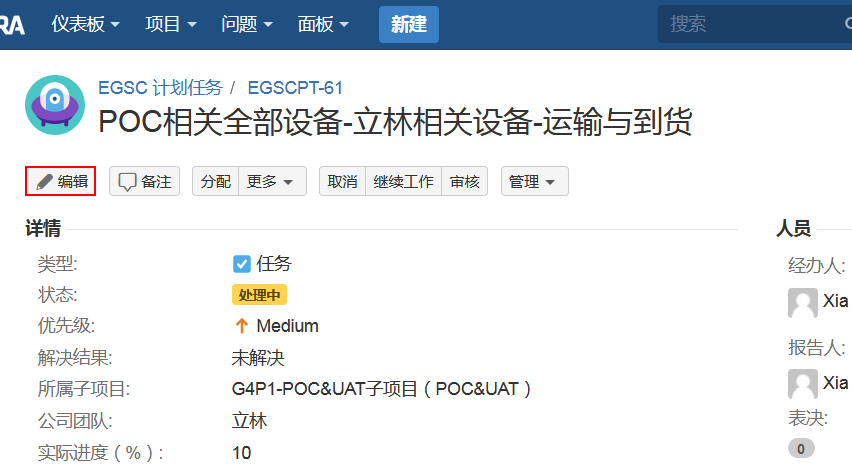 RA 仪表板 项目 问题 面板 新建 搜索
EGSC 计划任务 / EGSCPT-61
POC相关全部设备-立林相关设备-运输与到货
编辑 备注 分配 更多 取消 继续工作 审核 管理
详情
类型: 任务
状态: 处理中
优先级: Medium
解决结果: 未解决
所属子项目: G4P1-POC&UAT子项目（POC&UAT）
公司团队: 立林
实际进度（%）: 10
人员
经办人:
Xia
报告人:
Xia
表决:
0